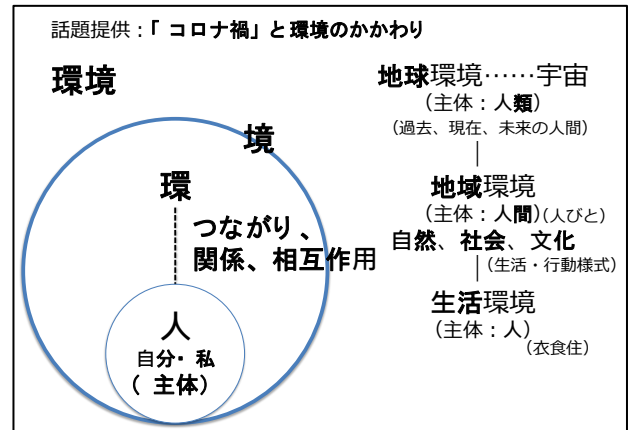 話題提供：「 コロナ禍」と環境のかかわり
環境
境
環
つながり 、
関係、相互作用
人
自分・ 私
（ 主体）
地球環境……宇宙
(主体：人類)
(過去、現在、未来の人間)
地域環境
(主体：人間)(人びと)
自然、社会、文化
(生活・行動様式)
生活環境
(主体：人)
(衣食住)